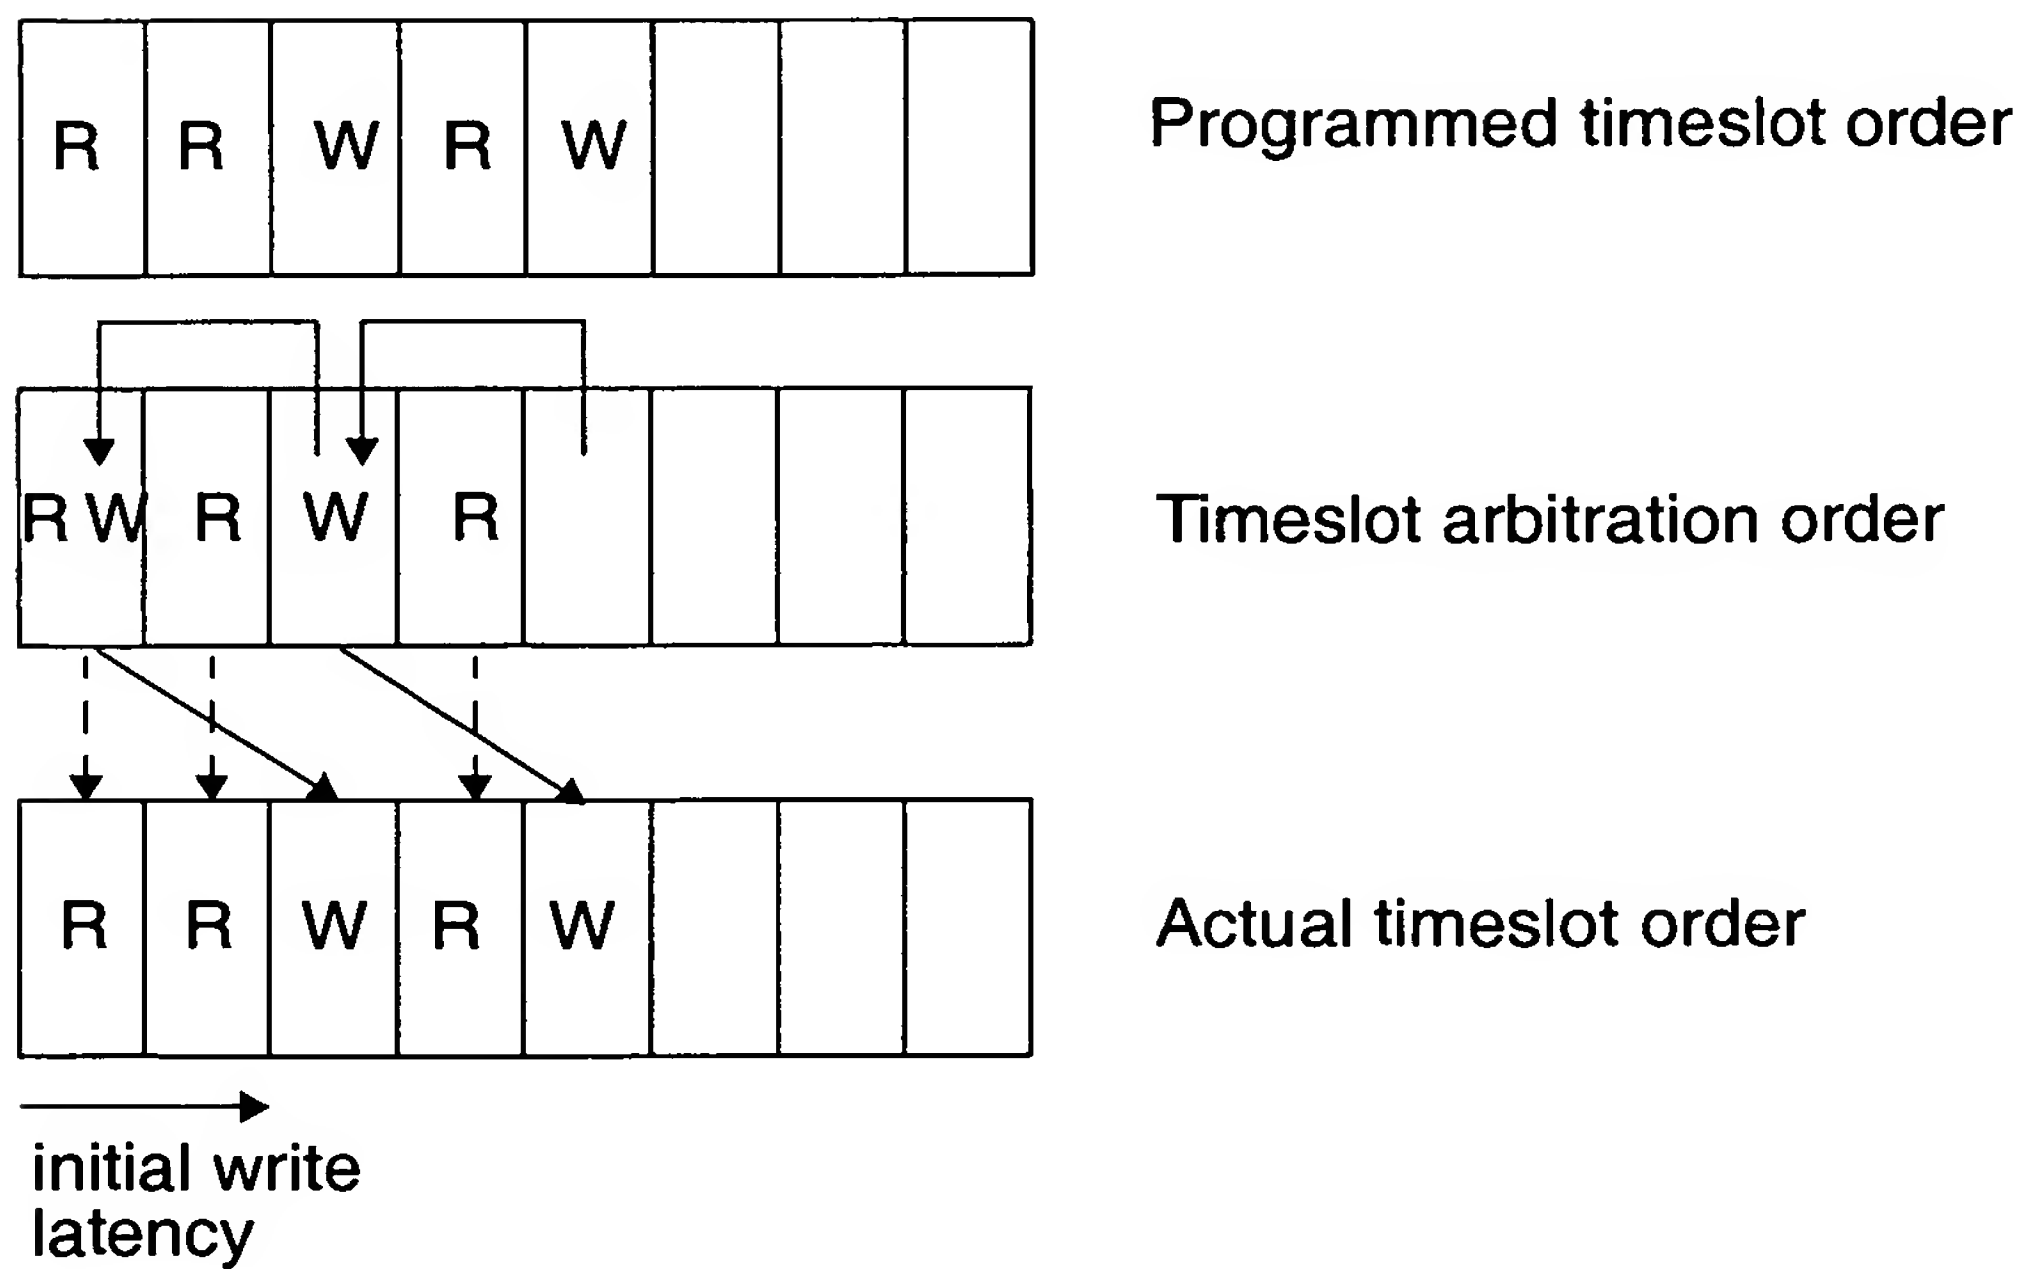 R R W R W Programmed timeslot order
R W R W R Timeslot arbitration order
R R W R W Actual timeslot order
initial write
latency